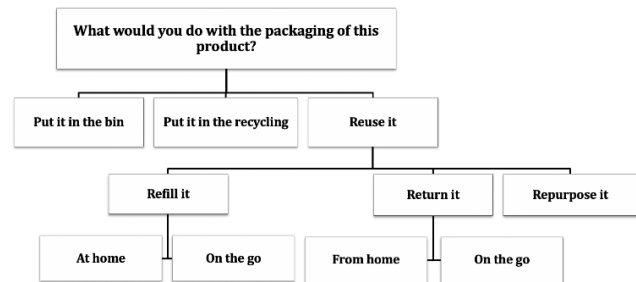 What would you do with the packaging of this
product?
Put it in the bin
Put it in the recycling
Reuse it
Refill it
Return it
Repurpose it
At home
On the go
From home
On the go